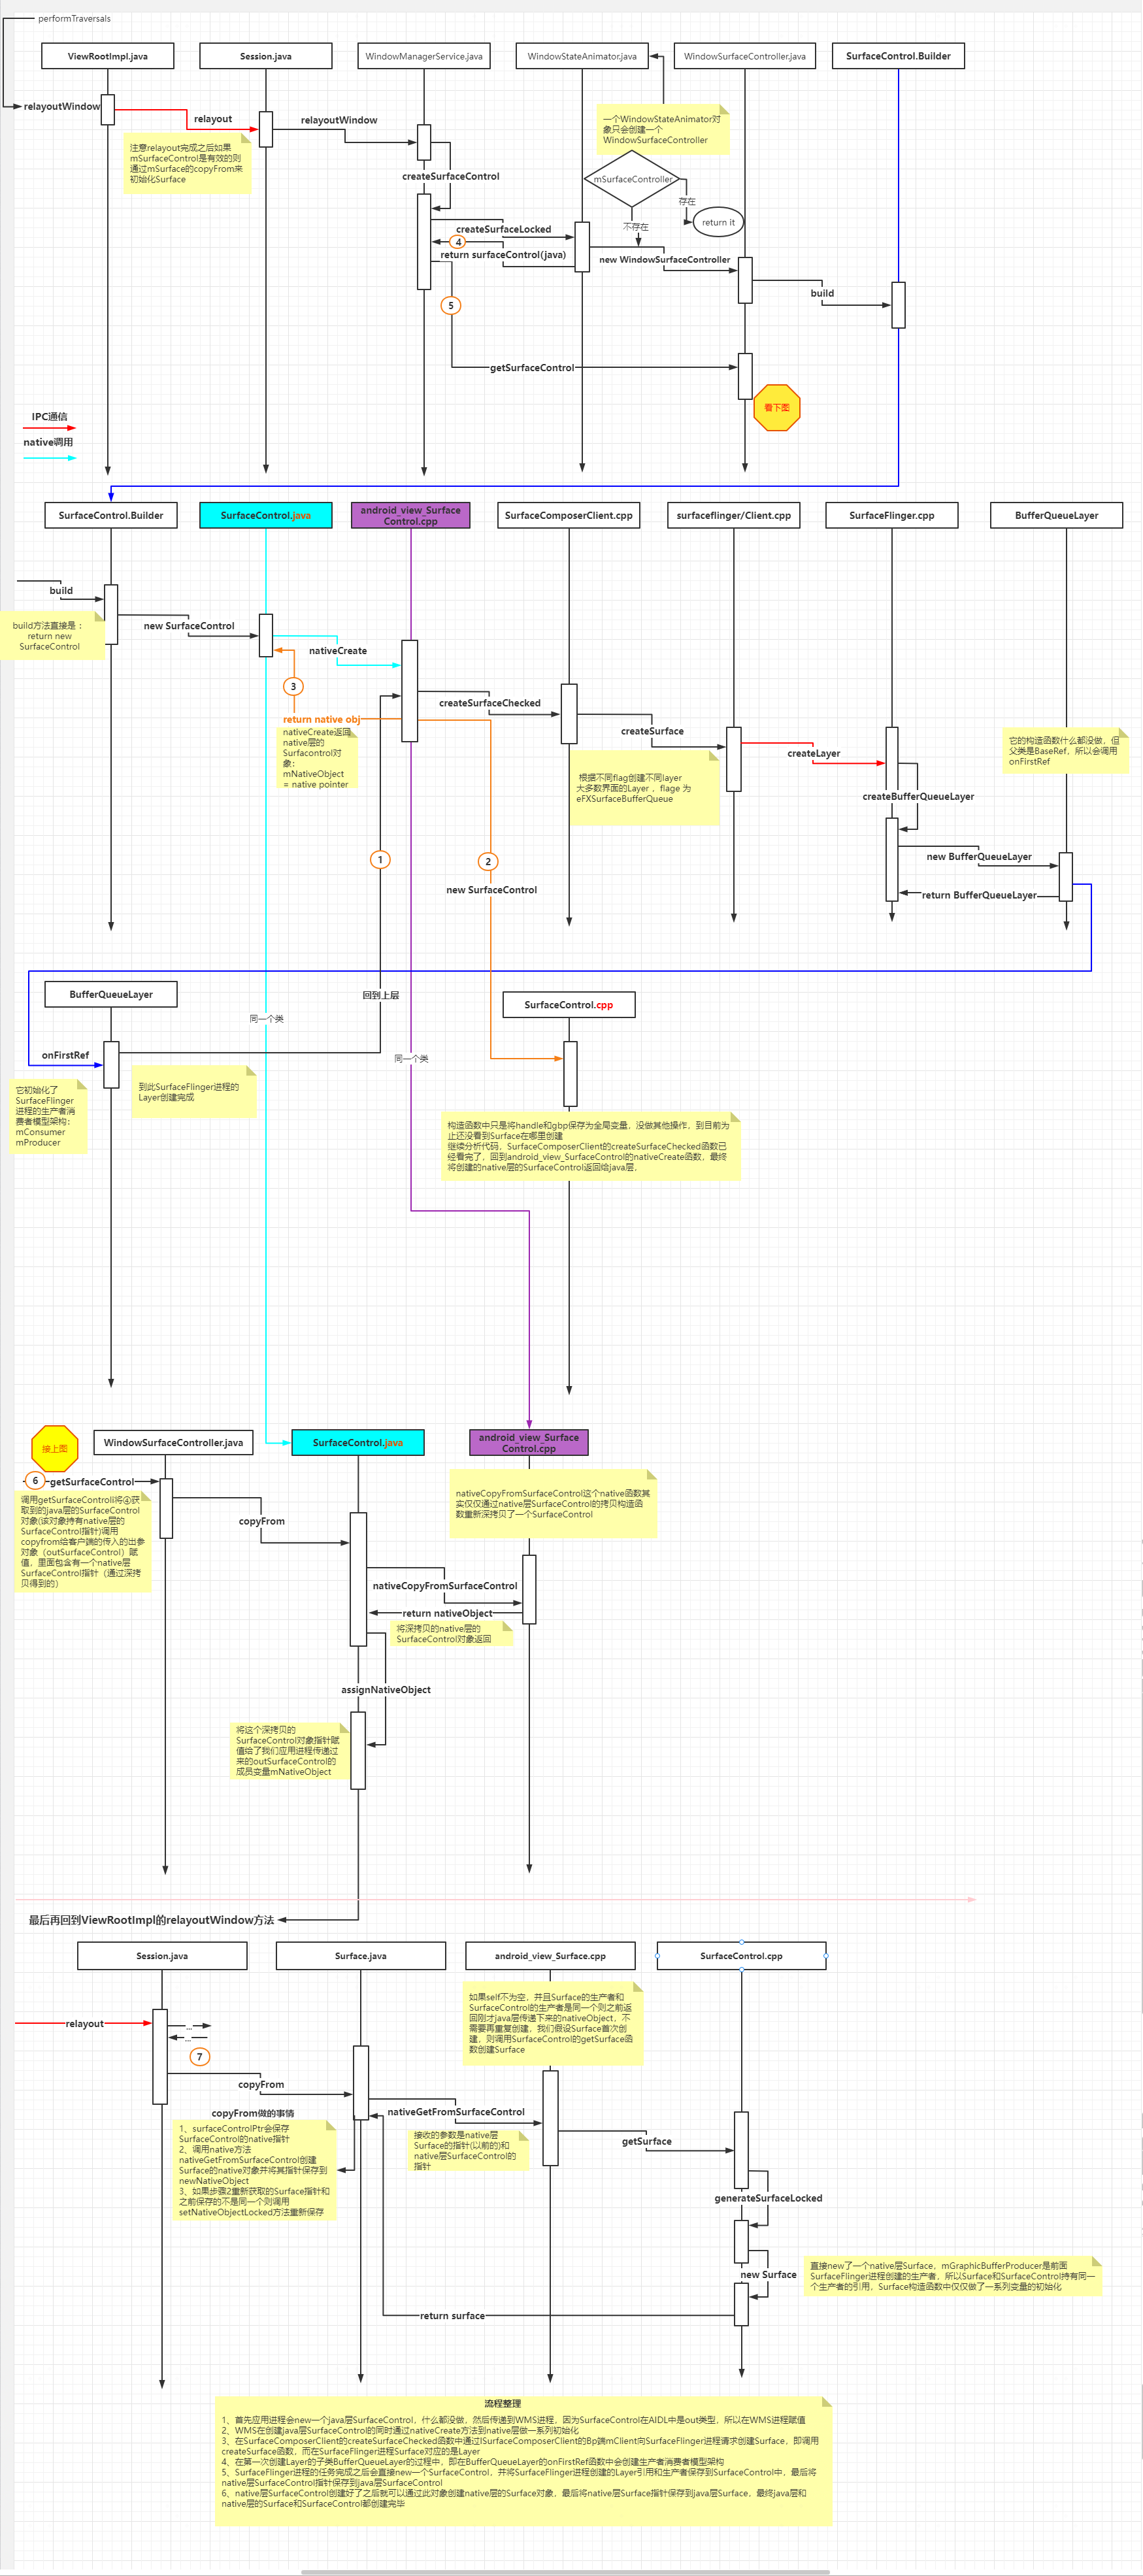 performTraversals
ViewRootImpl.java
Session.java
WindowManagerService.java
WindowStateAnimator.java
WindowSurfaceController.java
SurfaceControl.Builder
relayoutWindow
relayout
relayoutWindow
一个WindowStateAnimator对
象只会创建一个
WindowSurfaceController
注意relayout完成之后如果
mSurfaceControl是有效的则
通过mSurface的copyFrom来
初始化Surface
createSurfaceControl
mSurfaceController
存在
return it
不存在
createSurfaceLocked
4
return surfaceControl(java)
new WindowSurfaceController
build
5
getSurfaceControl
看下图
IPC通信
native调用
SurfaceControl.Builder
SurfaceControl.java
android_view_Surface
Control.cpp
SurfaceComposerClient.cpp
surfaceflinger/Client.cpp
SurfaceFlinger.cpp
BufferQueueLayer
build
build方法直接是：
return new
SurfaceControl
new SurfaceControl
nativeCreate
3
return native obj
nativeCreate返回
native层的
Surfacontrol对
象：
mNativeObject
= native pointer
createSurfaceChecked
createSurface
根据不同flag创建不同layer
大多数界面的Layer ，flage 为
eFXSurfaceBufferQueue
createLayer
createBufferQueueLayer
它的构造函数什么都没做，但
父类是BaseRef，所以会调用
onFirstRef
new BufferQueueLayer
return BufferQueueLayer
1
2
new SurfaceControl
BufferQueueLayer
回到上层
SurfaceControl.cpp
同一个类
同一个类
onFirstRef
它初始化了
SurfaceFlinger
进程的生产者消
费者模型架构：
mConsumer
mProducer
到此SurfaceFlinger进程的
Layer创建完成
构造函数中只是将handle和gbp保存为全局变量，没做其他操作，到目前为
止还没看到Surface在哪里创建
继续分析代码，SurfaceComposerClient的createSurfaceChecked函数已
经看完了，回到android_view_SurfaceControl的nativeCreate函数，最终
将创建的native层的SurfaceControl返回给java层，
接上图
WindowSurfaceController.java
SurfaceControl.java
android_view_Surface
Control.cpp
6
getSurfaceControl
调用getSurfaceControli将④获
取到的java层的SurfaceControl
对象(该对象持有native层的
SurfaceControl指针)调用
copyfrom给客户端的传入的出参
对象（outSurfaceControl）赋
值，里面包含有一个native层
SurfaceControl指针（通过深拷
贝得到的）
copyFrom
nativeCopyFromSurfaceControl这个native函数其
实仅仅通过native层SurfaceControl的拷贝构造函
数重新深拷贝了一个SurfaceControl
nativeCopyFromSurfaceControl
return nativeObject
将深拷贝的native层的
SurfaceControl对象返回
assignNativeObject
将这个深拷贝的
SurfaceControl对象指针赋
值给了我们应用进程传递过
来的outSurfaceControl的
成员变量mNativeObject
最后再回到ViewRootImpl的relayoutWindow方法
Session.java
Surface.java
android_view_Surface.cpp
SurfaceControl.cpp
relayout
...
...
7
如果self不为空，并且Surface的生产者和
SurfaceControl的生产者是同一个则之前返
回刚才java层传递下来的nativeObject，不
需要再重复创建，我们假设Surface首次创
建，则调用SurfaceControl的getSurface函
数创建Surface
copyFrom
copyFrom做的事情
1、surfaceControlPtr会保存
SurfaceControl的native指针
2、调用native方法
nativeGetFromSurfaceControl创建
Surface的native对象并将其指针保存到
newNativeObject
3、如果步骤2重新获取的Surface指针和
之前保存的不是同一个则调用
setNativeObjectLocked方法重新保存
nativeGetFromSurfaceControl
接收的参数是native层
Surface的指针(以前的)和
native层SurfaceControl的
指针
getSurface
generateSurfaceLocked
new Surface
直接new了一个native层Surface，mGraphicBufferProducer是前面
SurfaceFlinger进程创建的生产者，所以Surface和SurfaceControl持有同一
个生产者的引用，Surface构造函数中仅仅做了一系列变量的初始化
return surface
流程整理
1、首先应用进程会new一个java层SurfaceControl，什么都没做，然后传递到WMS进程，因为SurfaceControl在AIDL中是out类型，所以在WMS进程赋值
2、WMS在创建java层SurfaceControl的同时通过nativeCreate方法到native层做一系列初始化
3、在SurfaceComposerClient的createSurfaceChecked函数中通过ISurfaceComposerClient的Bp端mClient向SurfaceFlinger进程请求创建Surface，即调用
createSurface函数，而在SurfaceFlinger进程Surface对应的是Layer
4、在第一次创建Layer的子类BufferQueueLayer的过程中，即在BufferQueueLayer的onFirstRef函数中会创建生产者消费者模型架构
5、SurfaceFlinger进程的任务完成之后会直接new一个SurfaceControl，并将SurfaceFlinger进程创建的Layer引用和生产者保存到SurfaceControl中，最后将
native层SurfaceControl指针保存到java层SurfaceControl
6、native层SurfaceControl创建好了之后就可以通过此对象创建native层的Surface对象，最后将native层Surface指针保存到java层Surface，最终java层和
native层的Surface和SurfaceControl都创建完毕